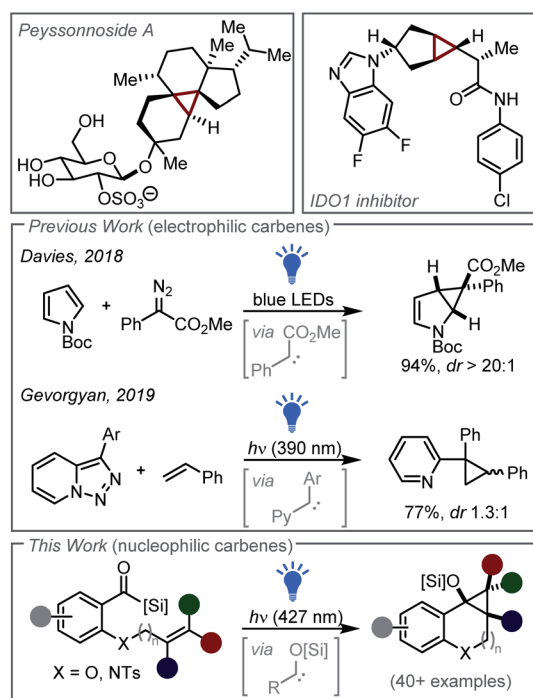 Peyssonnoside A
Me
Me
Me
H
OH
HO
HO
O
O
Me
OSO₃⊖
H
H
Me
N
N
O
NH
F
F
Cl
IDO1 inhibitor
Previous Work (electrophilic carbenes)
Davies, 2018
N
Boc
+
N₂
Ph
CO₂Me
blue LEDs
via
CO₂Me
Ph
:
H
CO₂Me
Ph
H
N
Boc
94%, dr > 20:1
Gevorgyan, 2019
Ar
N
N
N
+
Ph
hν (390 nm)
via
Ar
Py
:
Ph
Ph
N
77%, dr 1.3:1
This Work (nucleophilic carbenes)
O
[Si]
X
( )n
X = O, NTs
hν (427 nm)
via
O[Si]
R
:
[Si]O
X
( )n
(40+ examples)